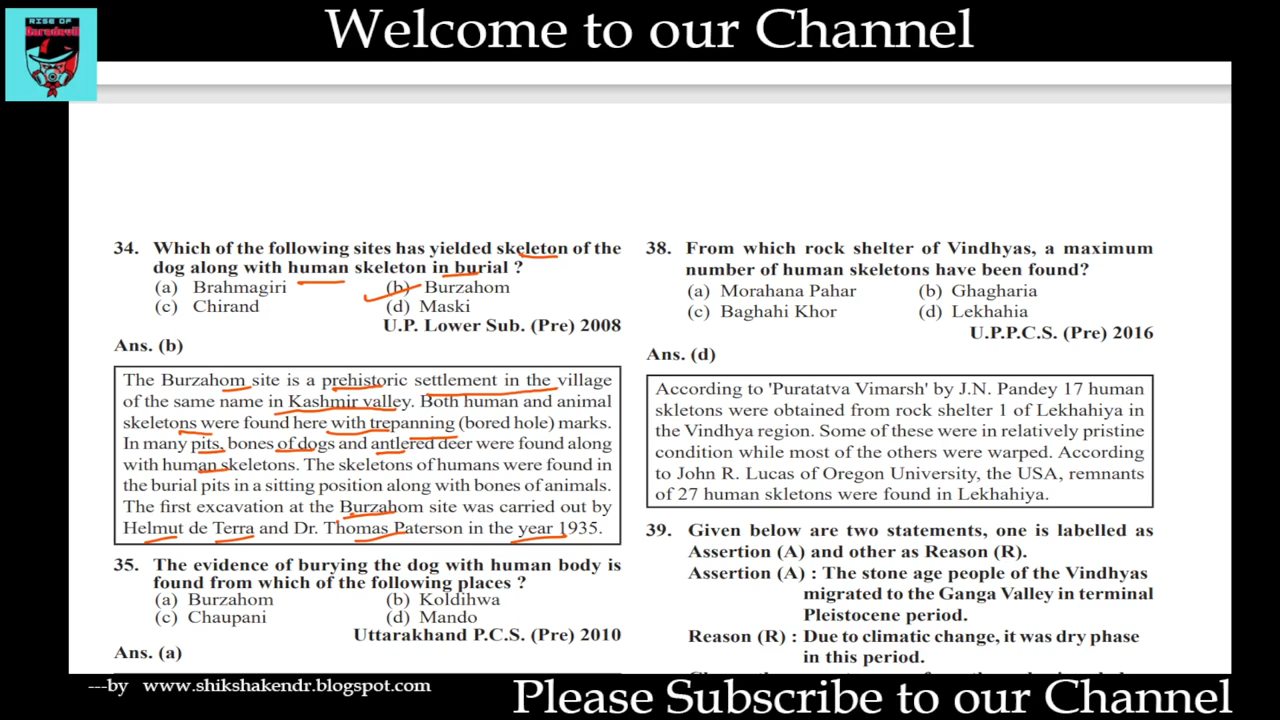 RISE OF
Daredevil
Welcome to our Channel
34. Which of the following sites has yielded skeleton of the
dog along with human skeleton in burial ?
(a) Brahmagiri (b) Burzahom
(c) Chirand (d) Maski
U.P. Lower Sub. (Pre) 2008
Ans. (b)
The Burzahom site is a prehistoric settlement in the village
of the same name in Kashmir valley. Both human and animal
skeletons were found here with trepanning (bored hole) marks.
In many pits, bones of dogs and antlered deer were found along
with human skeletons. The skeletons of humans were found in
the burial pits in a sitting position along with bones of animals.
The first excavation at the Burzahom site was carried out by
Helmut de Terra and Dr. Thomas Paterson in the year 1935.
35. The evidence of burying the dog with human body is
found from which of the following places ?
(a) Burzahom (b) Koldihwa
(c) Chaupani (d) Mando
Uttarakhand P.C.S. (Pre) 2010
Ans. (a)
38. From which rock shelter of Vindhyas, a maximum
number of human skeletons have been found?
(a) Morahana Pahar (b) Ghagharia
(c) Baghahi Khor (d) Lekhahia
U.P.P.C.S. (Pre) 2016
Ans. (d)
According to 'Puratatva Vimarsh' by J.N. Pandey 17 human
skletons were obtained from rock shelter 1 of Lekhahiya in
the Vindhya region. Some of these were in relatively pristine
condition while most of the others were warped. According
to John R. Lucas of Oregon University, the USA, remnants
of 27 human skletons were found in Lekhahiya.
39. Given below are two statements, one is labelled as
Assertion (A) and other as Reason (R).
Assertion (A) : The stone age people of the Vindhyas
migrated to the Ganga Valley in terminal
Pleistocene period.
Reason (R) : Due to climatic change, it was dry phase
in this period.
---by www.shikshakendr.blogspot.com
Please Subscribe to our Channel